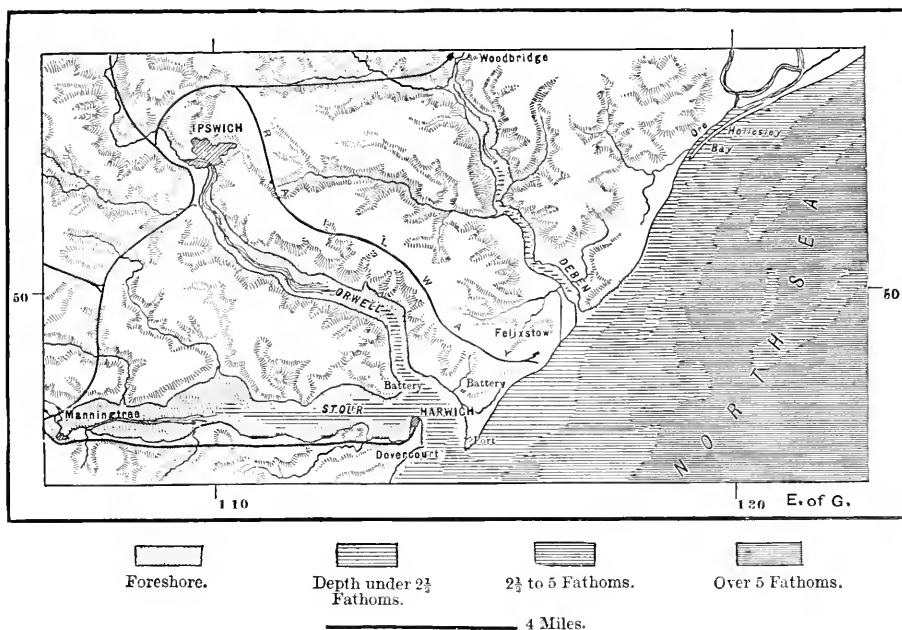 Woodbridge
IPSWICH
RAILWAY
Ore
Hollesley
Bay
NORTH SEA
DEBEN
ORWELL
50
50
Felixstow
Battery
Battery
Manningtree
STOUR
HARWICH
Fort
Dovercourt
1 10
1 20
E. of G.
Foreshore.
Depth under 2½
Fathoms.
2½ to 5 Fathoms.
Over 5 Fathoms.
4 Miles.